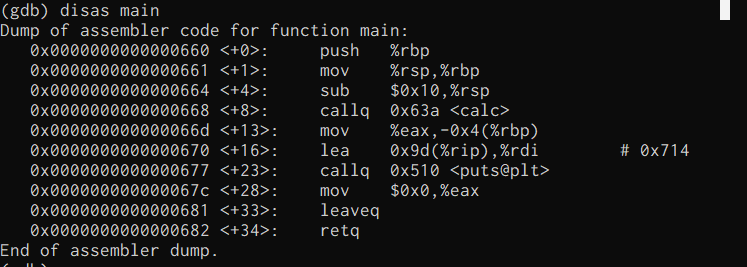 (gdb) disas main
Dump of assembler code for function main:
   0x0000000000000660 <+0>:     push   %rbp
   0x0000000000000661 <+1>:     mov    %rsp,%rbp
   0x0000000000000664 <+4>:     sub    $0x10,%rsp
   0x0000000000000668 <+8>:     callq  0x63a <calc>
   0x000000000000066d <+13>:    mov    %eax,-0x4(%rbp)
   0x0000000000000670 <+16>:    lea    0x9d(%rip),%rdi        # 0x714
   0x0000000000000677 <+23>:    callq  0x510 <puts@plt>
   0x000000000000067c <+28>:    mov    $0x0,%eax
   0x0000000000000681 <+33>:    leaveq
   0x0000000000000682 <+34>:    retq
End of assembler dump.